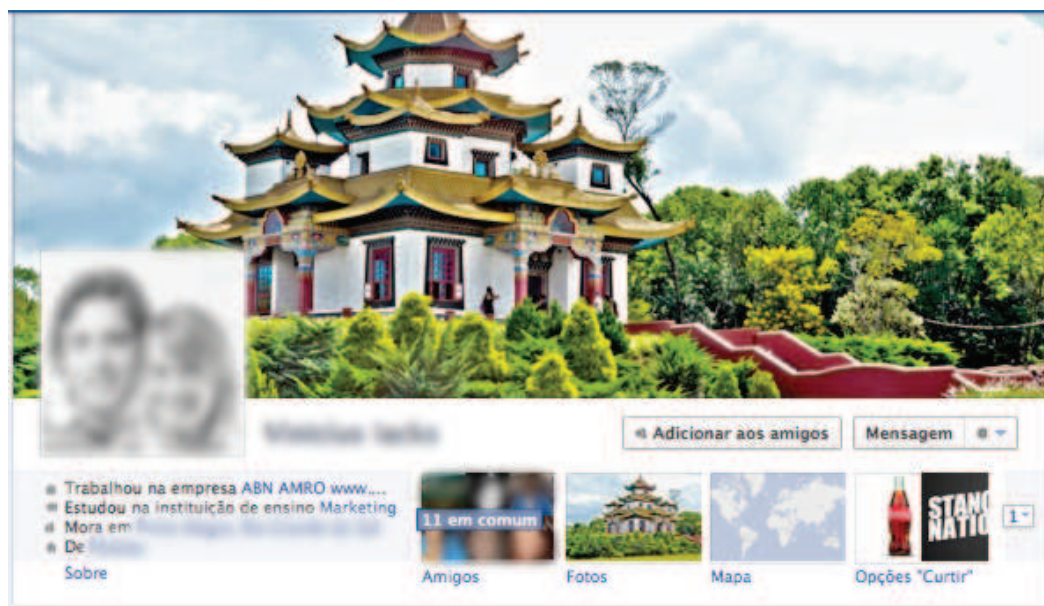 Adicionar aos amigos
Mensagem
Trabalhou na empresa ABN AMRO www....
Estudou na instituição de ensino Marketing
Mora em
De
Sobre
11 em comum
Amigos
Fotos
Mapa
STAND
NATIO
Opções "Curtir"
1